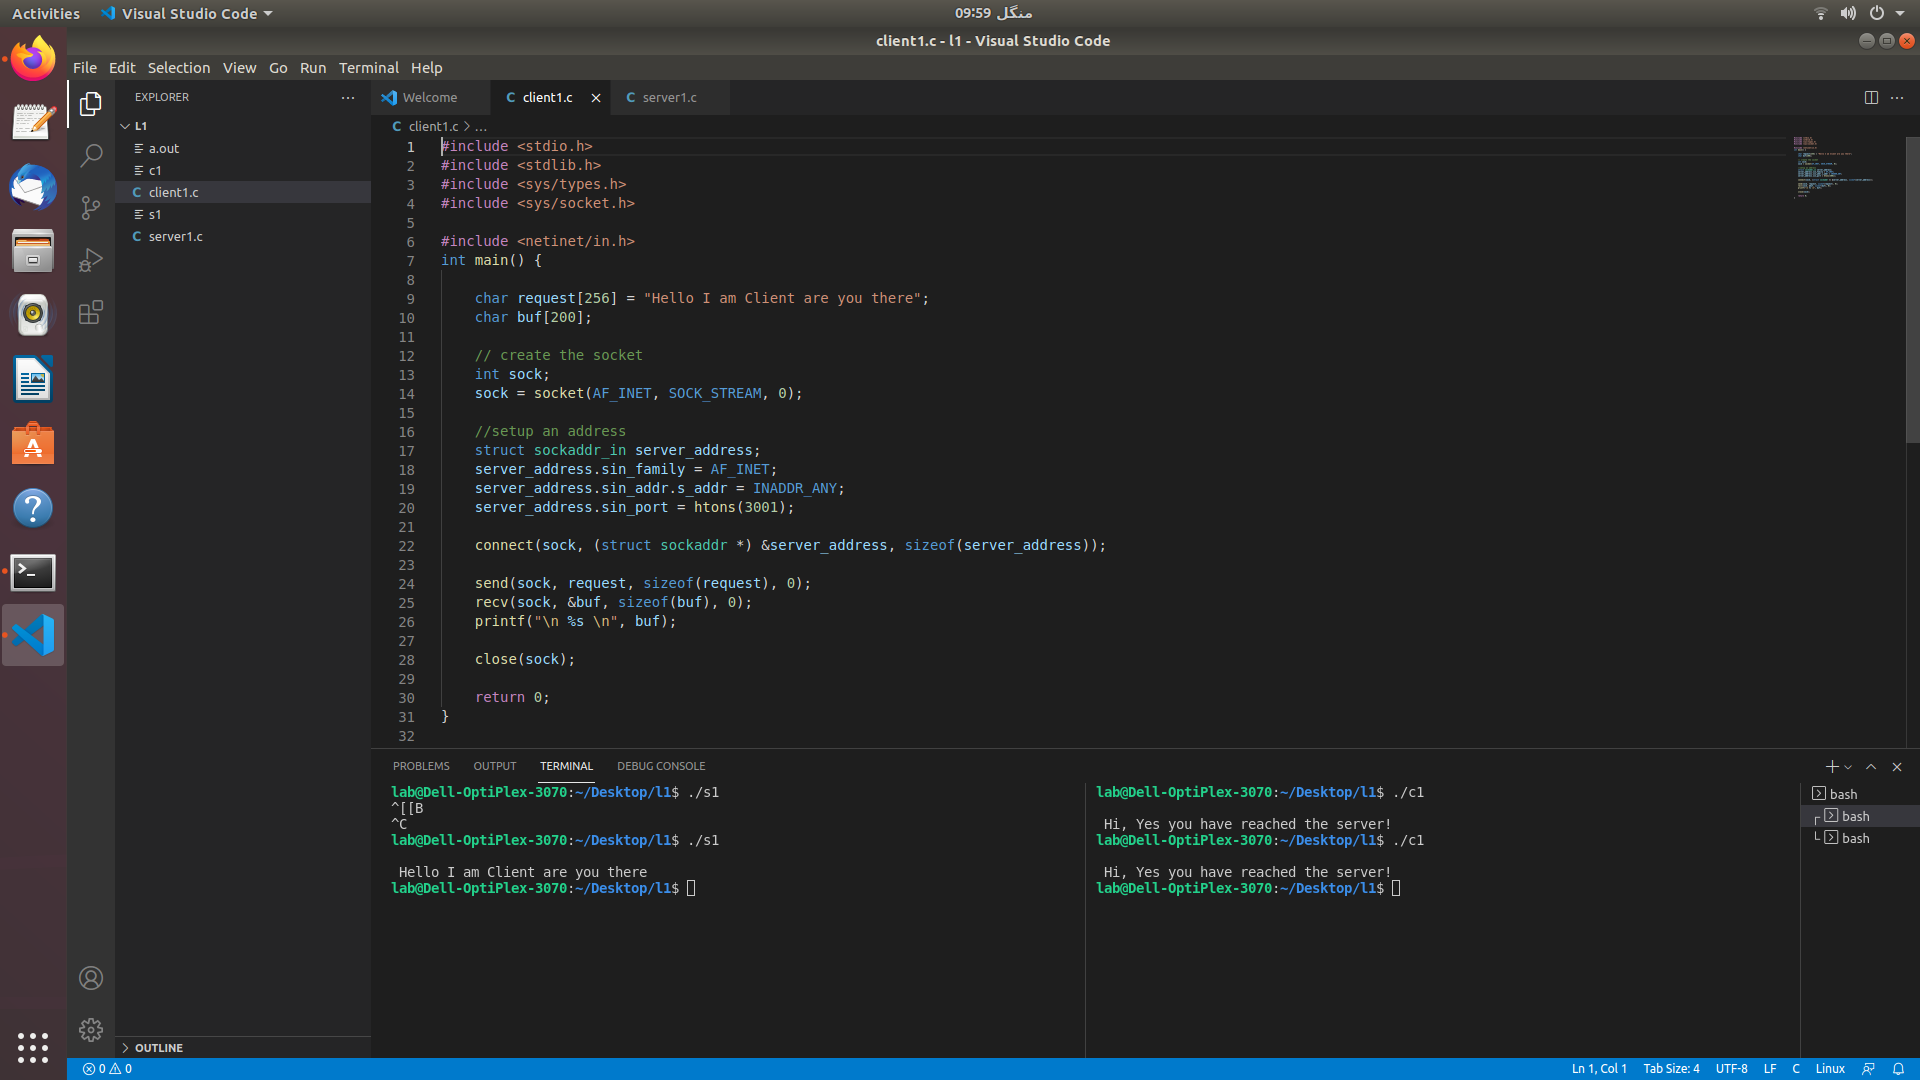 Activities
Visual Studio Code
منگل 09:59
client1.c - l1 - Visual Studio Code
File Edit Selection View Go Run Terminal Help
EXPLORER
L1
a.out
c1
client1.c
s1
server1.c
OUTLINE
Welcome
client1.c
server1.c
client1.c > ...
1 #include <stdio.h>
2 #include <stdlib.h>
3 #include <sys/types.h>
4 #include <sys/socket.h>
5
6 #include <netinet/in.h>
7 int main() {
8
9 char request[256] = "Hello I am Client are you there";
10 char buf[200];
11
12 // create the socket
13 int sock;
14 sock = socket(AF_INET, SOCK_STREAM, 0);
15
16 //setup an address
17 struct sockaddr_in server_address;
18 server_address.sin_family = AF_INET;
19 server_address.sin_addr.s_addr = INADDR_ANY;
20 server_address.sin_port = htons(3001);
21
22 connect(sock, (struct sockaddr *) &server_address, sizeof(server_address));
23
24 send(sock, request, sizeof(request), 0);
25 recv(sock, &buf, sizeof(buf), 0);
26 printf("\n %s \n", buf);
27
28 close(sock);
29
30 return 0;
31 }
32
PROBLEMS OUTPUT TERMINAL DEBUG CONSOLE
lab@Dell-OptiPlex-3070:~/Desktop/l1$ ./s1
^[[B
^C
lab@Dell-OptiPlex-3070:~/Desktop/l1$ ./s1
Hello I am Client are you there
lab@Dell-OptiPlex-3070:~/Desktop/l1$
lab@Dell-OptiPlex-3070:~/Desktop/l1$ ./c1
Hi, Yes you have reached the server!
lab@Dell-OptiPlex-3070:~/Desktop/l1$ ./c1
Hi, Yes you have reached the server!
lab@Dell-OptiPlex-3070:~/Desktop/l1$
bash
bash
bash
0 0
Ln 1, Col 1 Tab Size: 4 UTF-8 LF C Linux